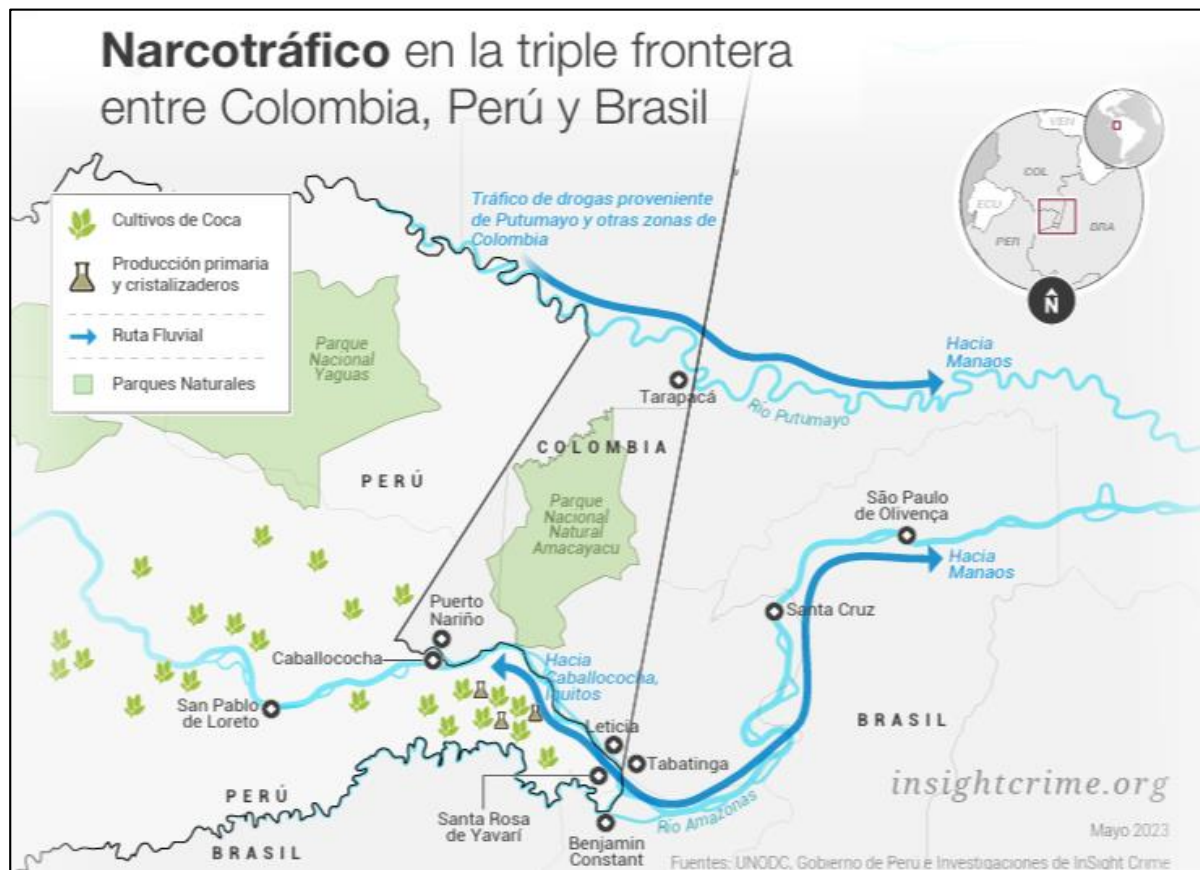 Narcotráfico en la triple frontera
entre Colombia, Perú y Brasil
Cultivos de Coca
Producción primaria
y cristalizaderos
Ruta Fluvial
Parques Naturales
Tráfico de drogas proveniente
de Putumayo y otras zonas de
Colombia
VEN
COL
ECU
PER
BRA
N
Parque
Nacional
Yaguas
Hacia
Manaos
Tarapacá
Río Putumayo
COLOMBIA
PERÚ
Parque
Nacional
Natural
Amacayacu
São Paulo
de Olivença
Hacia
Manaos
Puerto
Nariño
Santa Cruz
Caballococha
Hacia
Caballococha,
Iquitos
San Pablo
de Loreto
Leticia
BRASIL
Tabatinga
PERÚ
BRASIL
Santa Rosa
de Yavarí
Río Amazonas
Benjamin
Constant
insightcrime.org
Mayo 2023
Fuentes: UNODC, Gobierno de Peru e Investigaciones de InSight Crime